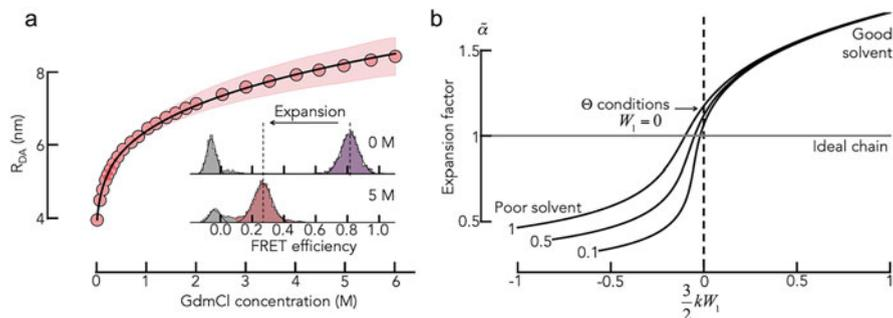 a
8
6
4
R_DA (nm)
Expansion
0 M
5 M
0.0 0.2 0.4 0.6 0.8 1.0
FRET efficiency
0 1 2 3 4 5 6
GdmCl concentration (M)
b
α̃
1.5
1
0.5
Expansion factor
Good
solvent
Θ conditions
W₁=0
Ideal chain
Poor solvent
1
0.5
0.1
-1 -0.5 0 0.5 1
3/2 kW₁